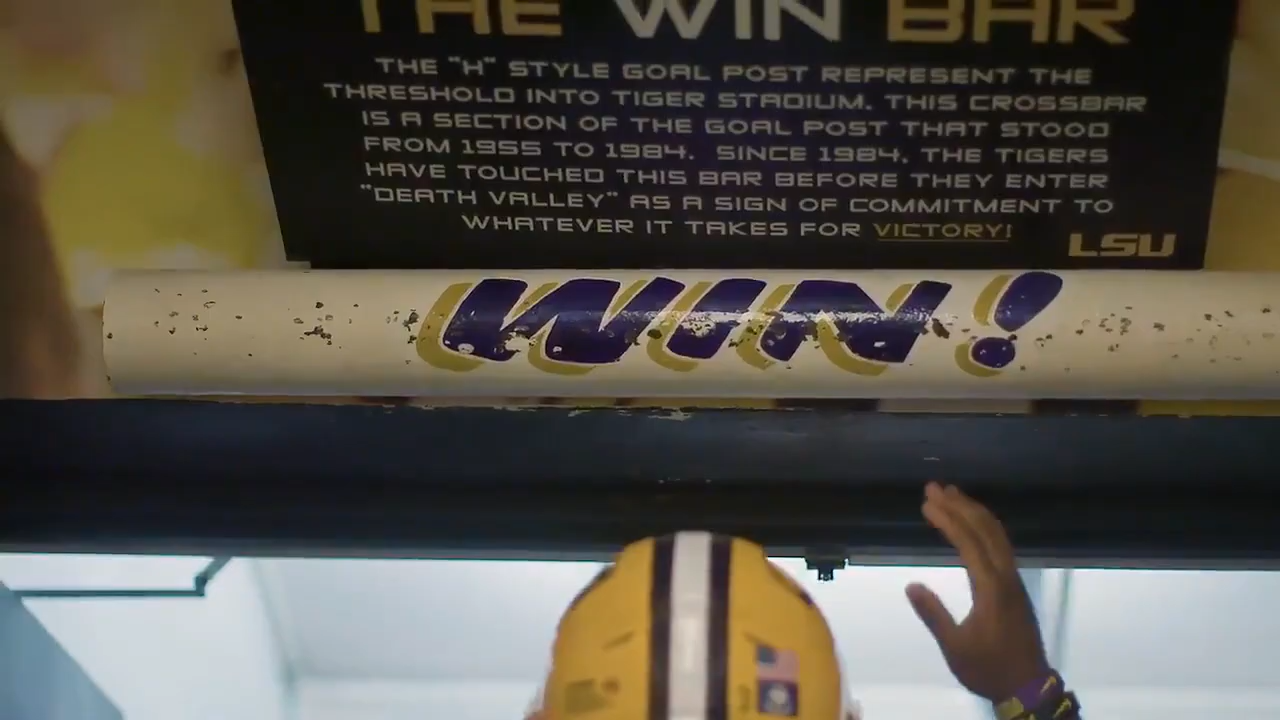 THE WIN BAR
THE "H" STYLE GOAL POST REPRESENT THE
THRESHOLD INTO TIGER STADIUM. THIS CROSSBAR
IS A SECTION OF THE GOAL POST THAT STOOD
FROM 1955 TO 1984. SINCE 1984, THE TIGERS
HAVE TOUCHED THIS BAR BEFORE THEY ENTER
"DEATH VALLEY" AS A SIGN OF COMMITMENT TO
WHATEVER IT TAKES FOR VICTORY!
LSU
WIN!